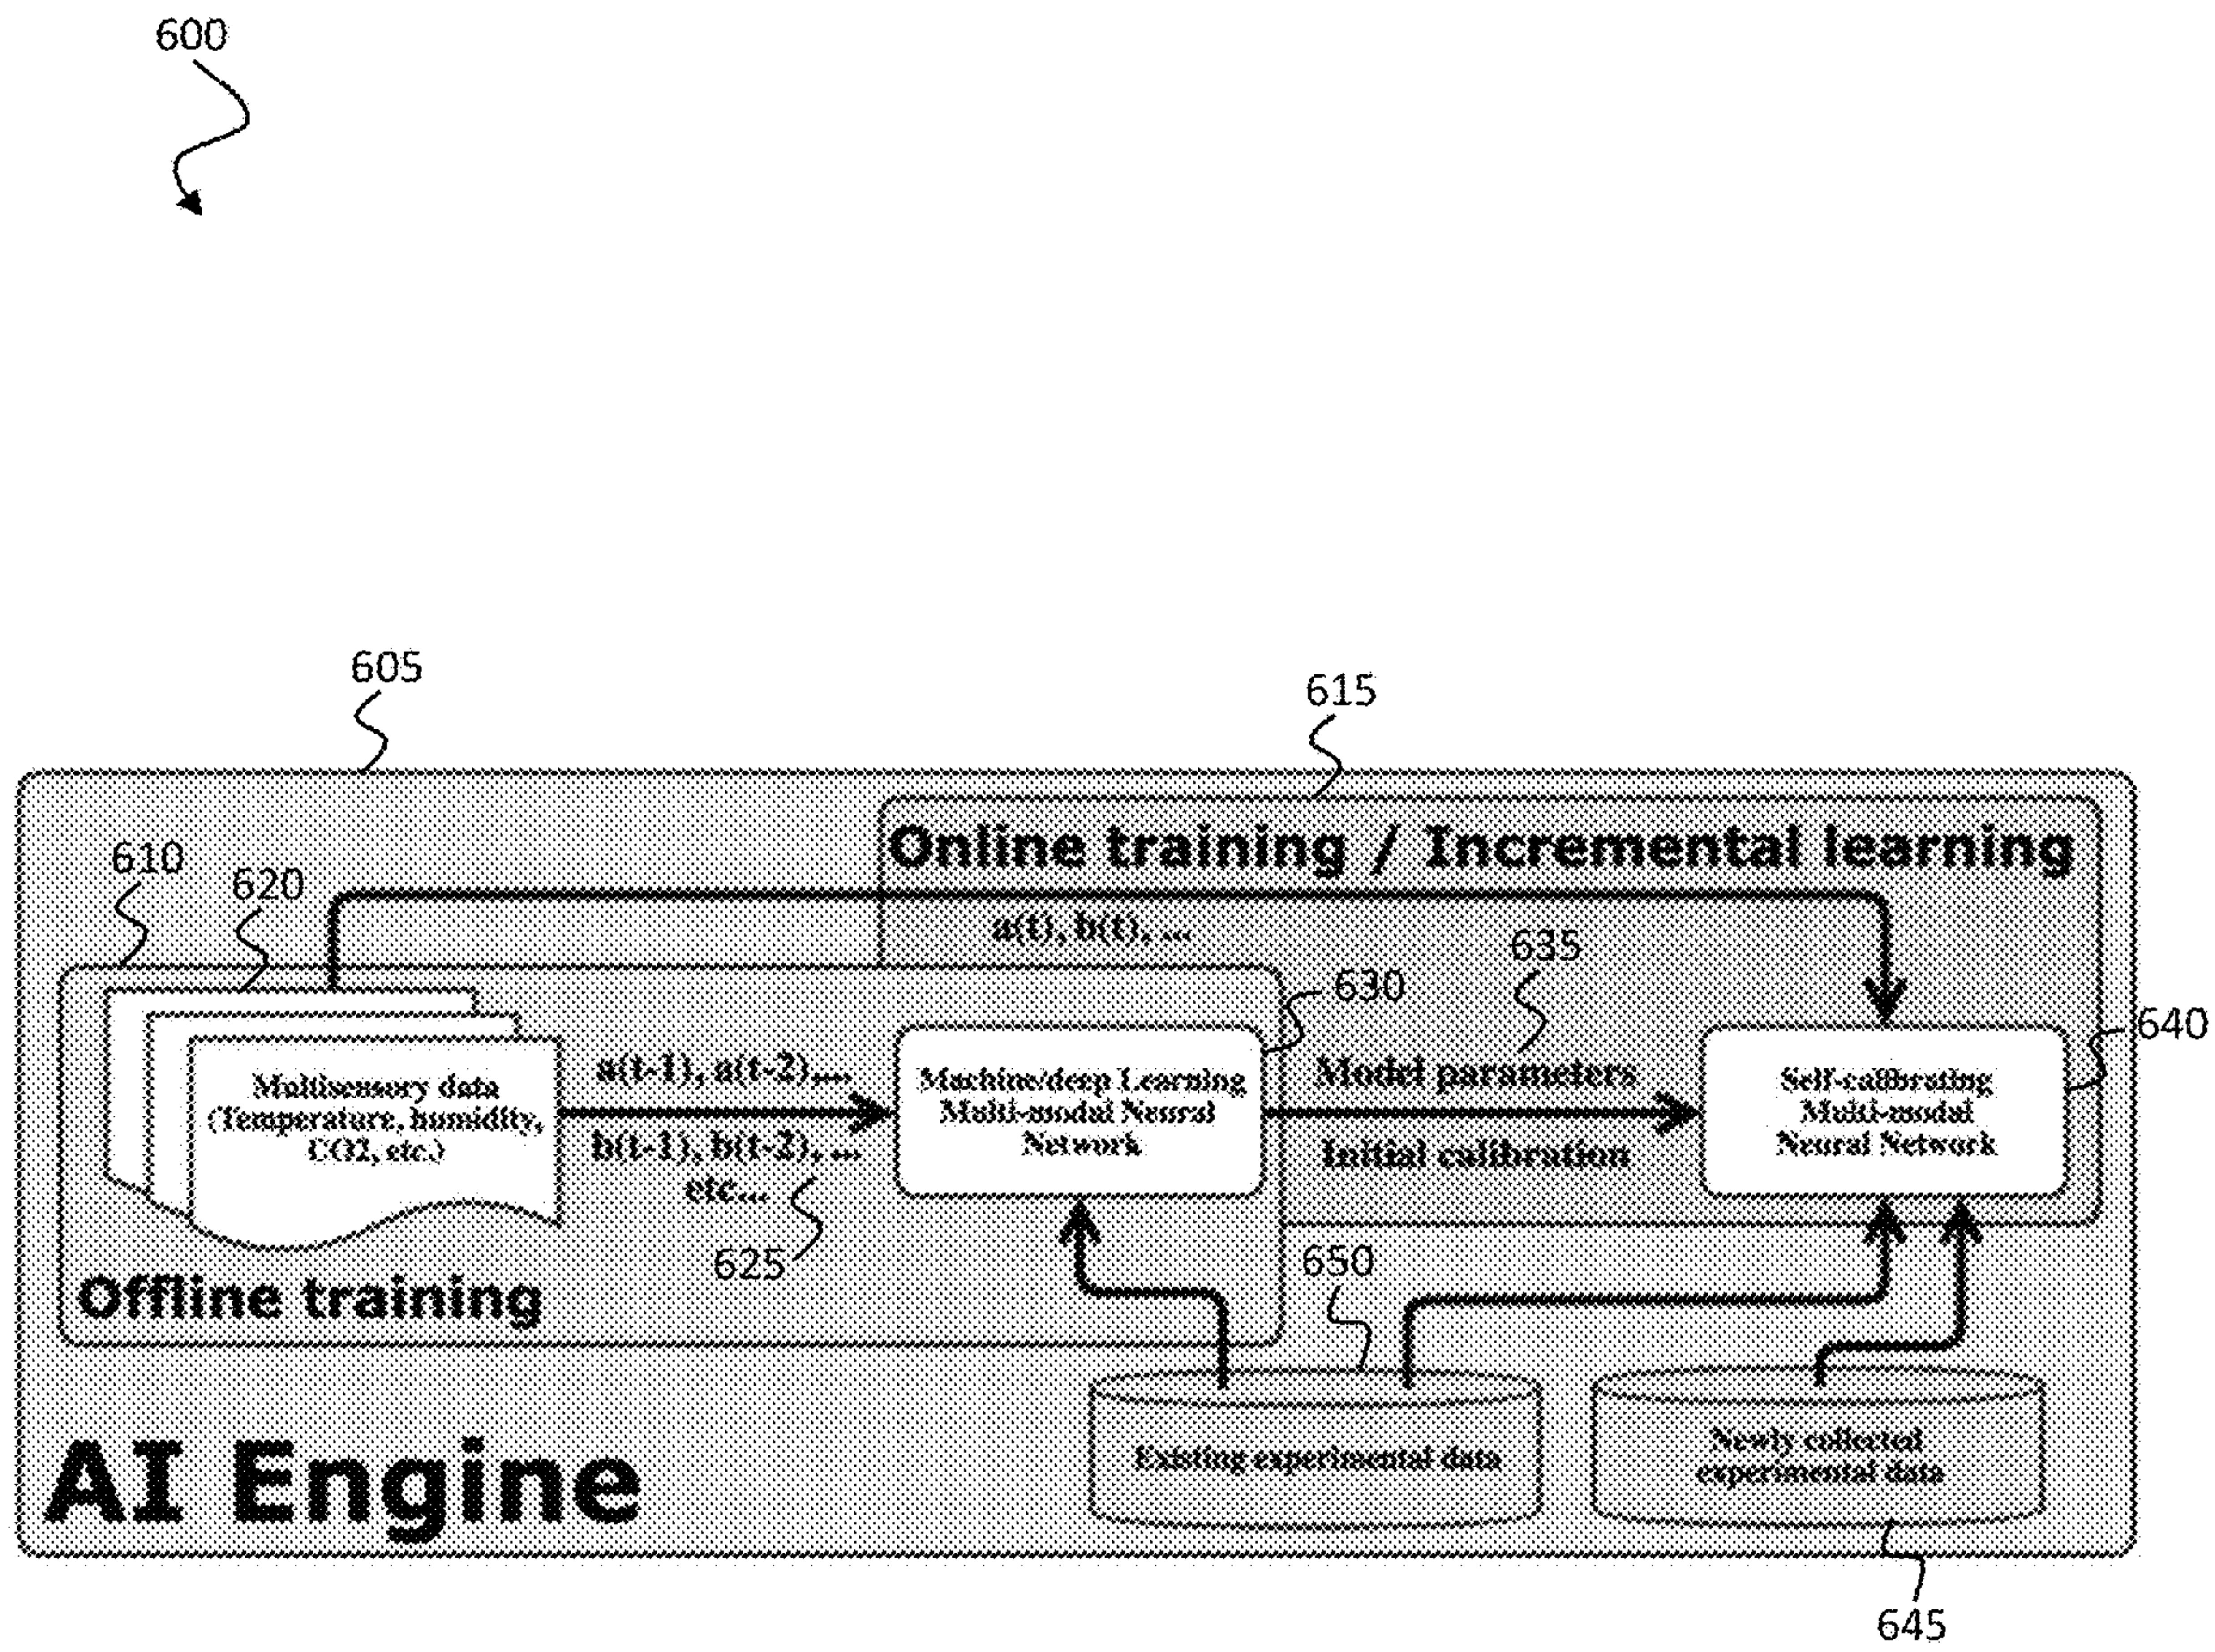 600
605
615
Online training / Incremental learning
610
620
a(t), b(t), ...
635
630
640
Multisensory data
(Temperature, humidity,
CO2, etc.)
a(t-1), a(t-2),...
b(t-1), b(t-2), ...
etc...
Machine/deep Learning
Multi-modal Neural
Network
Model parameters
Initial calibration
Self-calibrating
Multi-modal
Neural Network
625
650
Offline training
AI Engine
Existing experimental data
Newly collected
experimental data
645